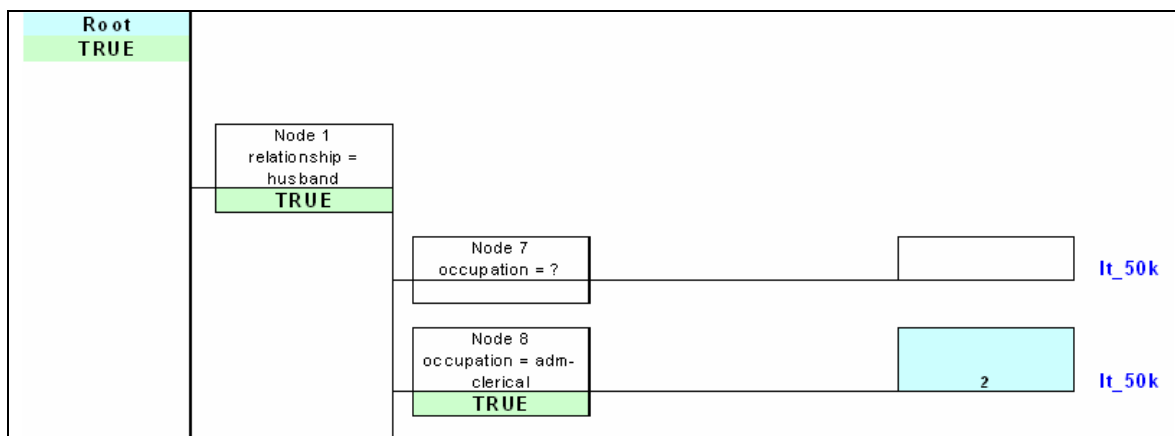 Root
TRUE
Node 1
relationship =
husband
TRUE
Node 7
occupation = ?
lt_50k
Node 8
occupation = adm-
clerical
TRUE
2
lt_50k